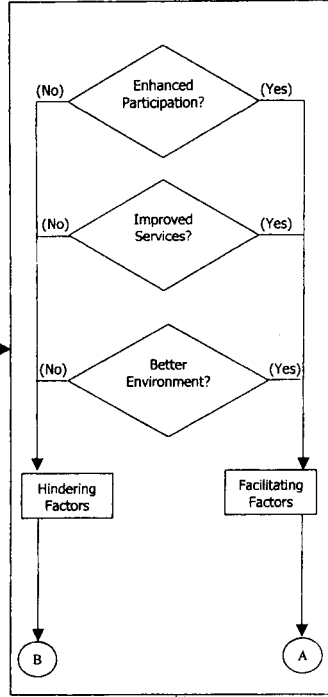 (No)
Enhanced
Participation?
(Yes)
(No)
Improved
Services?
(Yes)
(No)
Better
Environment?
(Yes)
Hindering
Factors
Facilitating
Factors
B
A